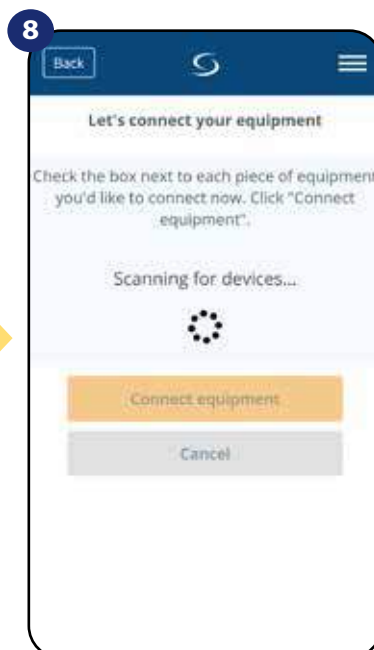 8
Back
Let's connect your equipment
Check the box next to each piece of equipment
you'd like to connect now. Click "Connect
equipment".
Scanning for devices...
Connect equipment
Cancel